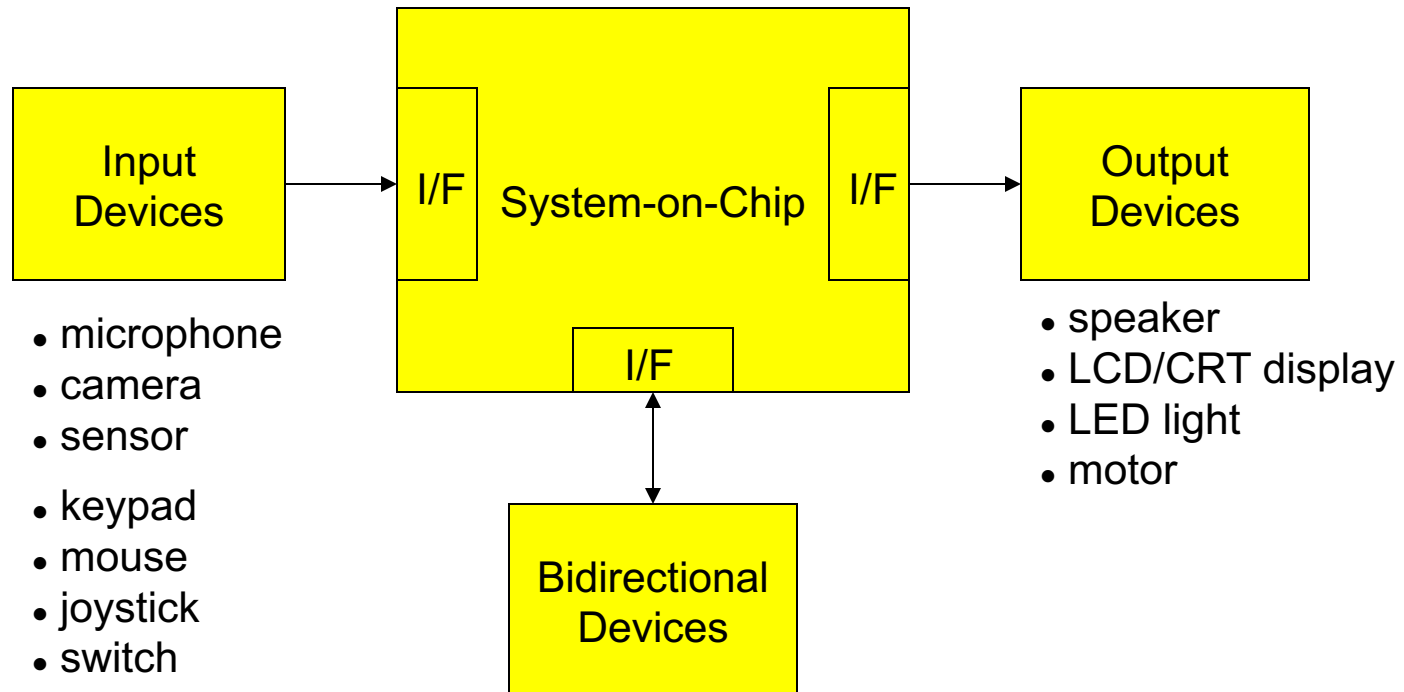 Input
Devices
I/F
System-on-Chip
I/F
Output
Devices
I/F
Bidirectional
Devices
• microphone
• camera
• sensor
• keypad
• mouse
• joystick
• switch
• speaker
• LCD/CRT display
• LED light
• motor